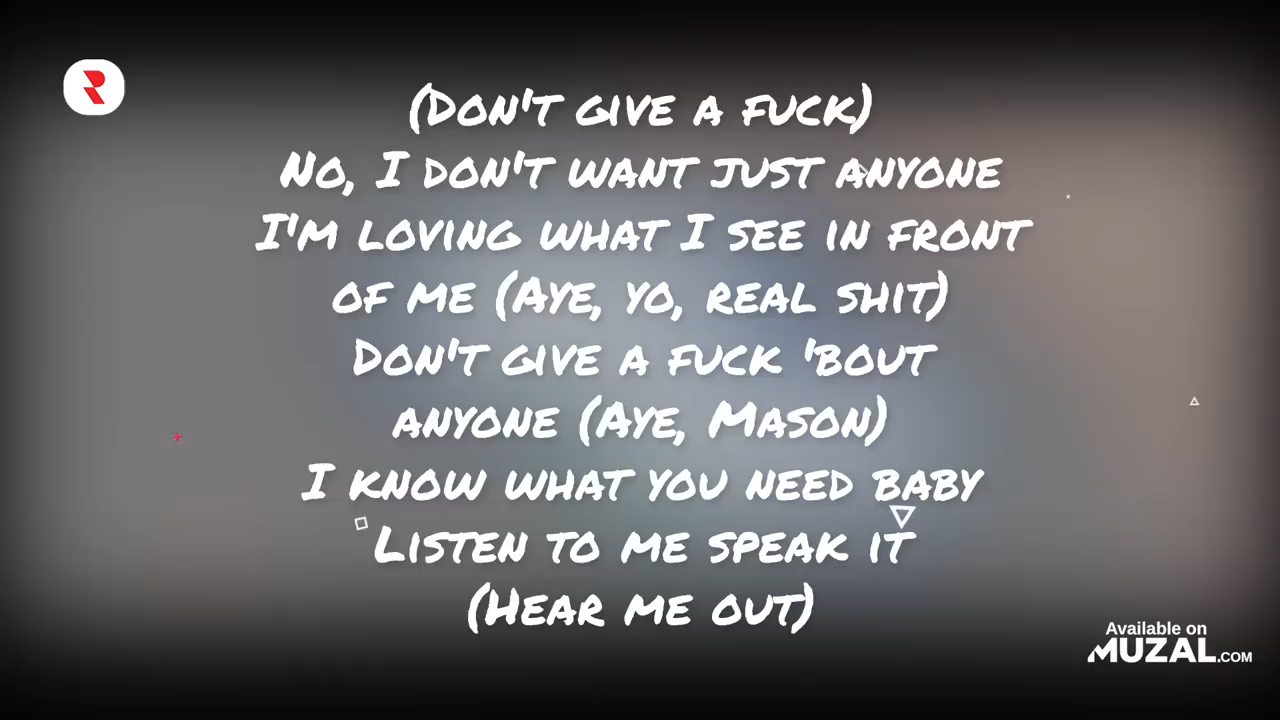 (Don't give a fuck)
No, I don't want just anyone
I'm loving what I see in front
of me (Aye, yo, real shit)
Don't give a fuck 'bout
anyone (Aye, Mason)
I know what you need baby
Listen to me speak it
(Hear me out)
Available on
MUZAL.COM